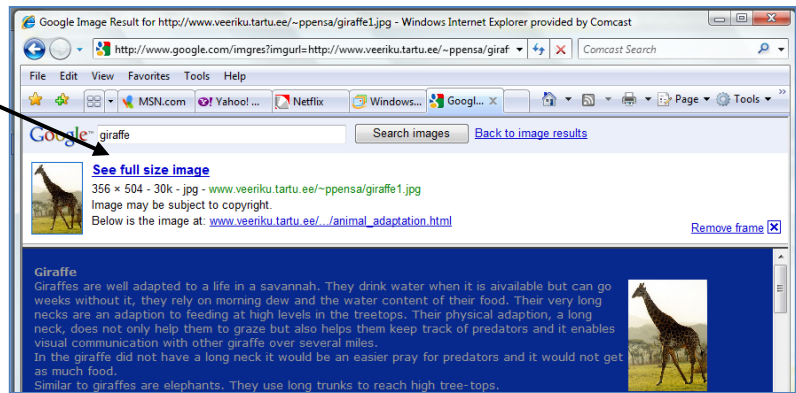 Google Image Result for http://www.veeriku.tartu.ee/~ppensa/giraffe1.jpg - Windows Internet Explorer provided by Comcast
http://www.google.com/imgres?imgurl=http://www.veeriku.tartu.ee/~ppensa/giraf
Comcast Search
File Edit View Favorites Tools Help
MSN.com Yahoo! ... Netflix Windows... Googl... Page Tools
Google giraffe Search images Back to image results
See full size image
356 × 504 - 30k - jpg - www.veeriku.tartu.ee/~ppensa/giraffe1.jpg
Image may be subject to copyright.
Below is the image at: www.veeriku.tartu.ee/.../animal_adaptation.html
Remove frame
Giraffe
Giraffes are well adapted to a life in a savannah. They drink water when it is aivailable but can go
weeks without it, they rely on morning dew and the water content of their food. Their very long
necks are an adaption to feeding at high levels in the treetops. Their physical adaption, a long
neck, does not only help them to graze but also helps them keep track of predators and it enables
visual communication with other giraffe over several miles.
In the giraffe did not have a long neck it would be an easier pray for predators and it would not get
as much food.
Similar to giraffes are elephants. They use long trunks to reach high tree-tops.